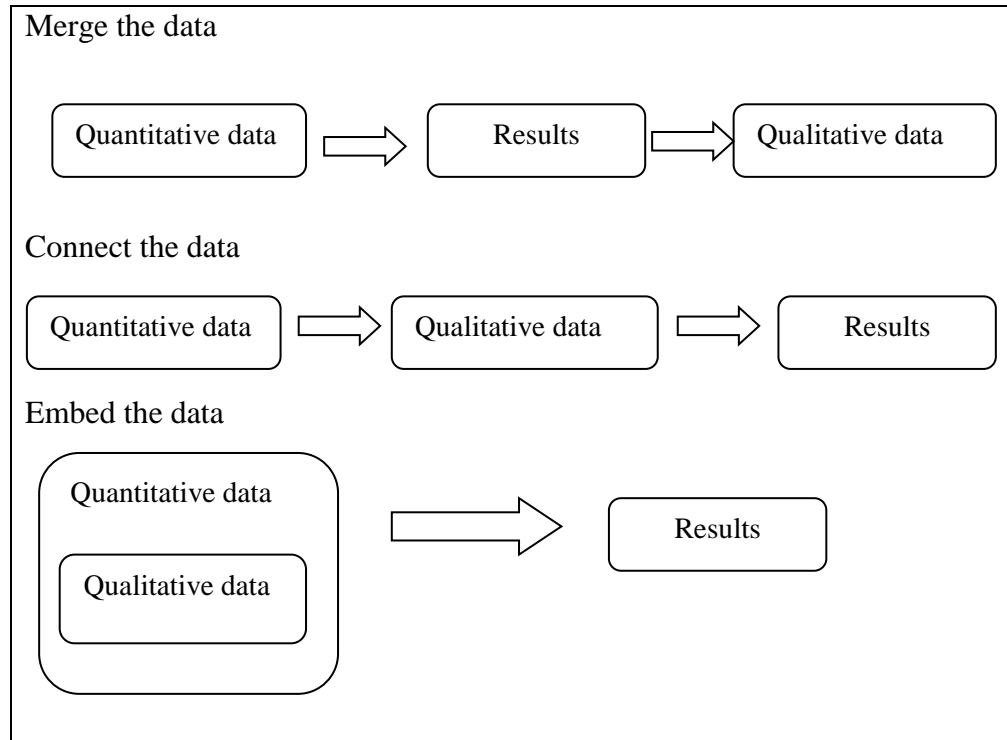 Merge the data
Quantitative data
Results
Qualitative data
Connect the data
Quantitative data
Qualitative data
Results
Embed the data
Quantitative data
Qualitative data
Results